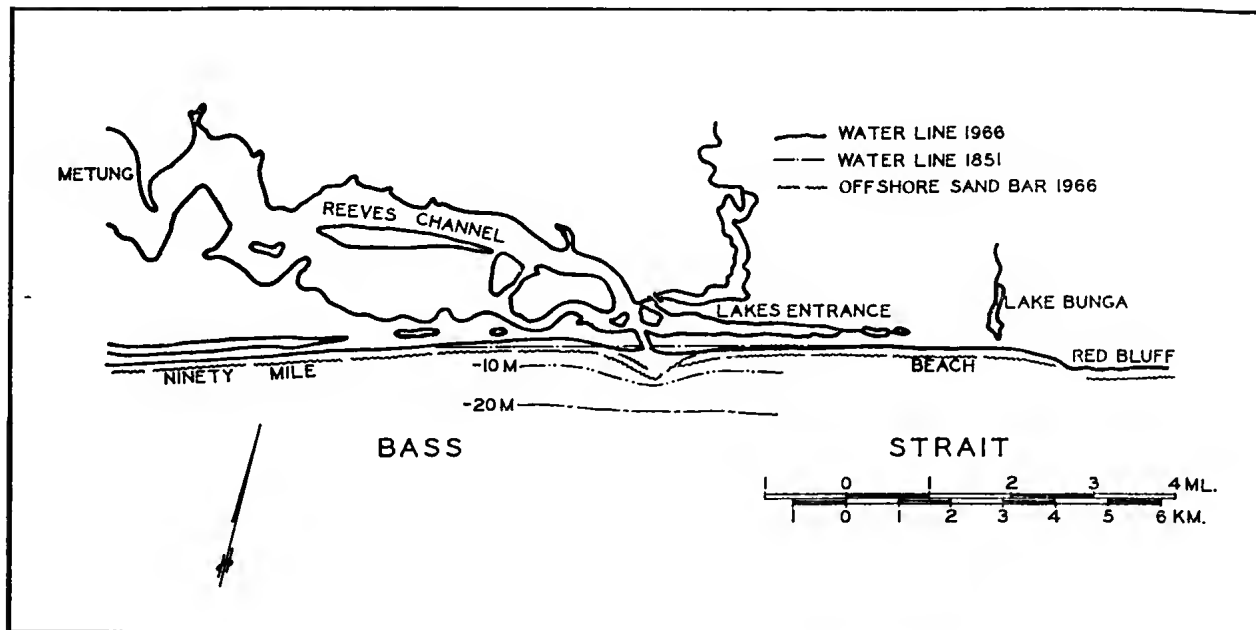 WATER LINE 1966
WATER LINE 1851
OFFSHORE SAND BAR 1966
METUNG
REEVES CHANNEL
LAKES ENTRANCE
LAKE BUNGA
NINETY MILE BEACH
RED BLUFF
-10 M
-20 M
BASS STRAIT
1 0 1 2 3 4 ML.
1 0 1 2 3 4 5 6 KM.